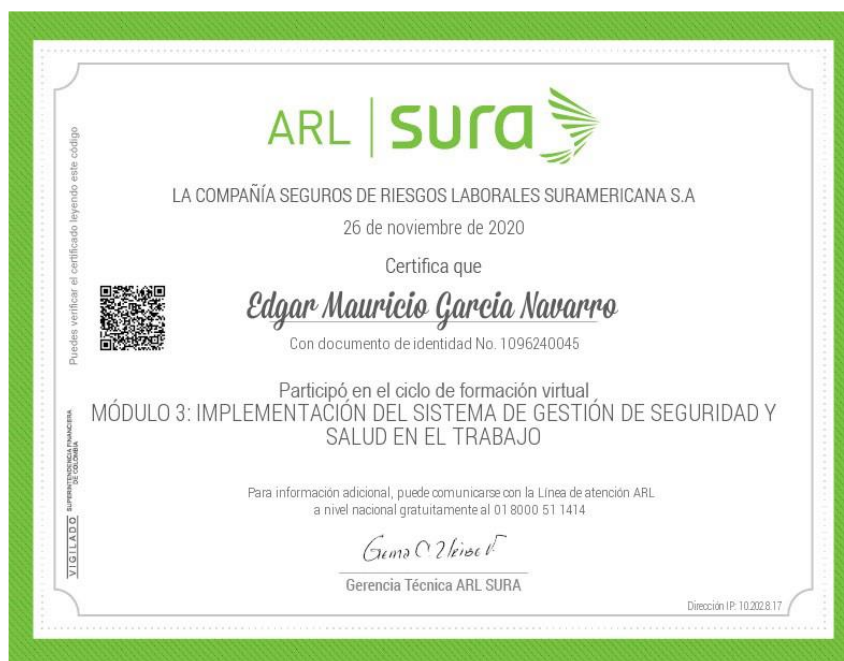 ARL | sura
LA COMPAÑÍA SEGUROS DE RIESGOS LABORALES SURAMERICANA S.A
26 de noviembre de 2020
Certifica que
Edgar Mauricio Garcia Navarro
Con documento de identidad No. 1096240045
Participó en el ciclo de formación virtual
MÓDULO 3: IMPLEMENTACIÓN DEL SISTEMA DE GESTIÓN DE SEGURIDAD Y
SALUD EN EL TRABAJO
Para información adicional, puede comunicarse con la Línea de atención ARL
a nivel nacional gratuitamente al 01 8000 51 1414
Gerencia Técnica ARL SURA
Dirección IP: 10.202.8.17
Puedes verificar el certificado leyendo este código
VIGILADO SUPERINTENDENCIA FINANCIERA
DE COLOMBIA